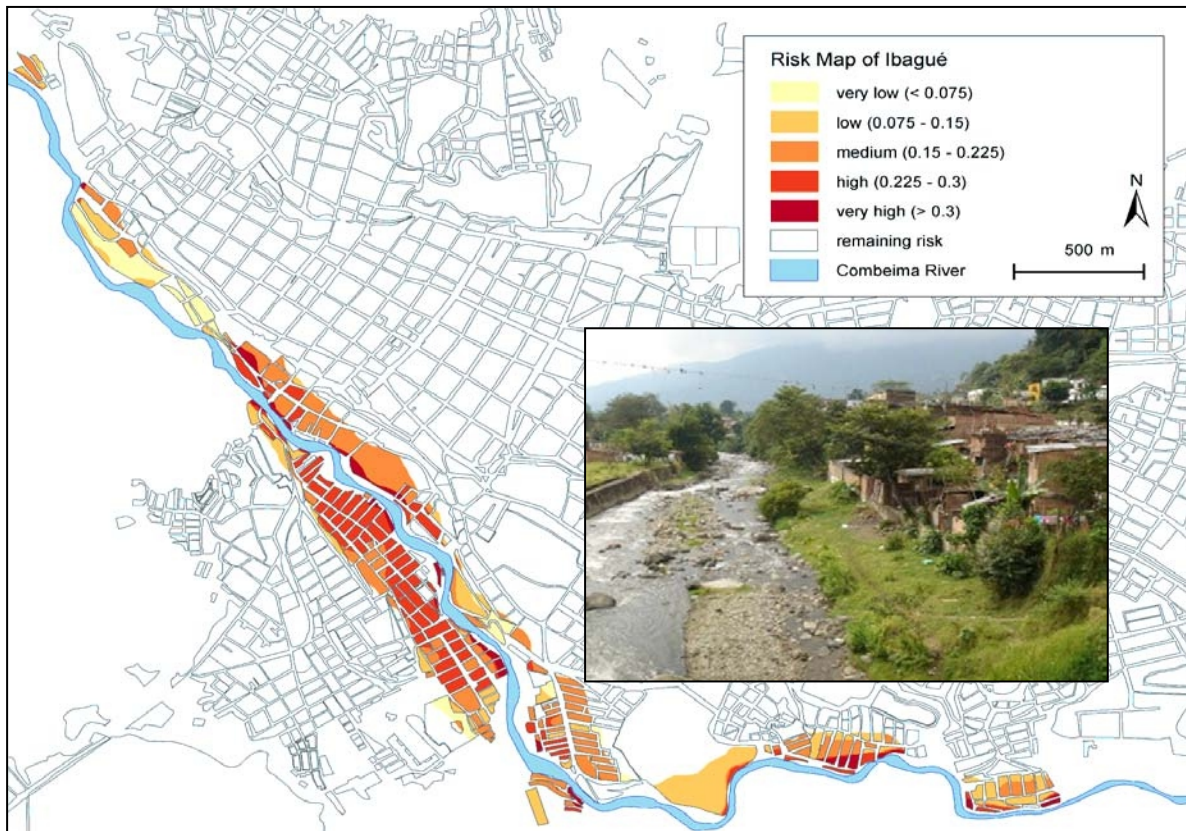 Risk Map of Ibagué
very low (< 0.075)
low (0.075 - 0.15)
medium (0.15 - 0.225)
high (0.225 - 0.3)
very high (> 0.3)
remaining risk
Combeima River
N
500 m